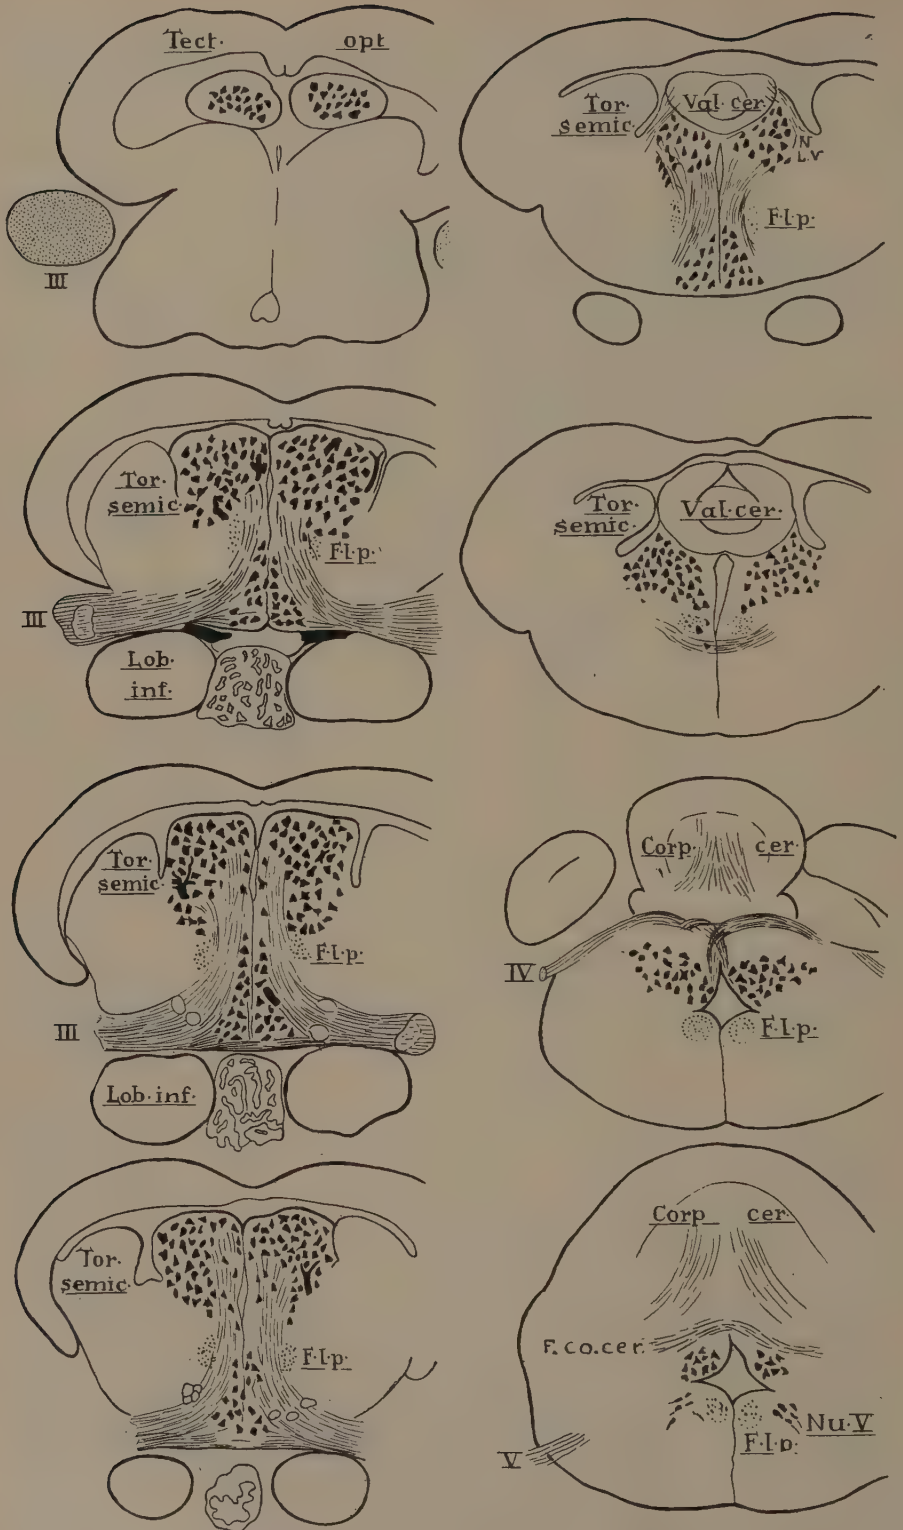 Tect. opt
III
Tor. semic.
F.l.p.
III
Lob. inf.
Tor. semic.
F.l.p.
III
Lob. inf.
Tor. semic.
F.l.p.
Tor. semic.
Val. cer.
N
L.V
F.l.p.
Tor. semic.
Val. cer.
Corp. cer.
IV
F.l.p.
Corp cer.
F. co. cer.
Nu. V
F.l.p.
V